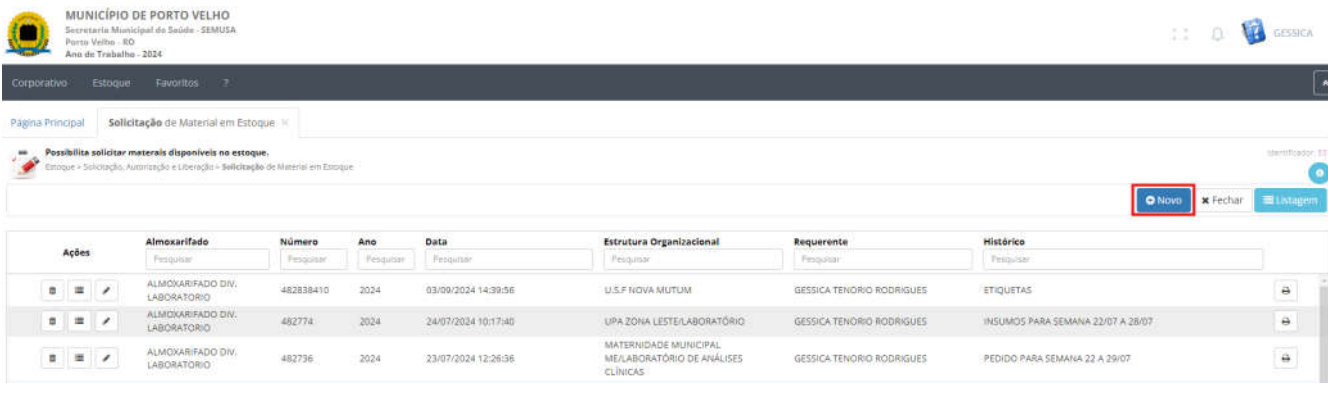 MUNICÍPIO DE PORTO VELHO
Secretaria Municipal de Saúde - SEMUSA
Porto Velho - RO
Ano de Trabalho - 2024
GESSICA
Corporativo Estoque Favoritos ?
Página Principal Solicitação de Material em Estoque ×
Possibilita solicitar materais disponíveis no estoque.
Estoque > Solicitação, Autorização e Liberação > Solicitação de Material em Estoque
Identificador:
Novo × Fechar Listagem
Ações Almoxarifado Número Ano Data Estrutura Organizacional Requerente Histórico
Pesquisar Pesquisar Pesquisar Pesquisar Pesquisar Pesquisar Pesquisar
ALMOXARIFADO DIV. LABORATORIO 482838410 2024 03/09/2024 14:39:56 U.S.F NOVA MUTUM GESSICA TENORIO RODRIGUES ETIQUETAS
ALMOXARIFADO DIV. LABORATORIO 482774 2024 24/07/2024 10:17:40 UPA ZONA LESTE/LABORATÓRIO GESSICA TENORIO RODRIGUES INSUMOS PARA SEMANA 22/07 A 28/07
ALMOXARIFADO DIV. LABORATORIO 482736 2024 23/07/2024 12:26:36 MATERNIDADE MUNICIPAL ME/LABORATÓRIO DE ANÁLISES CLÍNICAS GESSICA TENORIO RODRIGUES PEDIDO PARA SEMANA 22 A 29/07